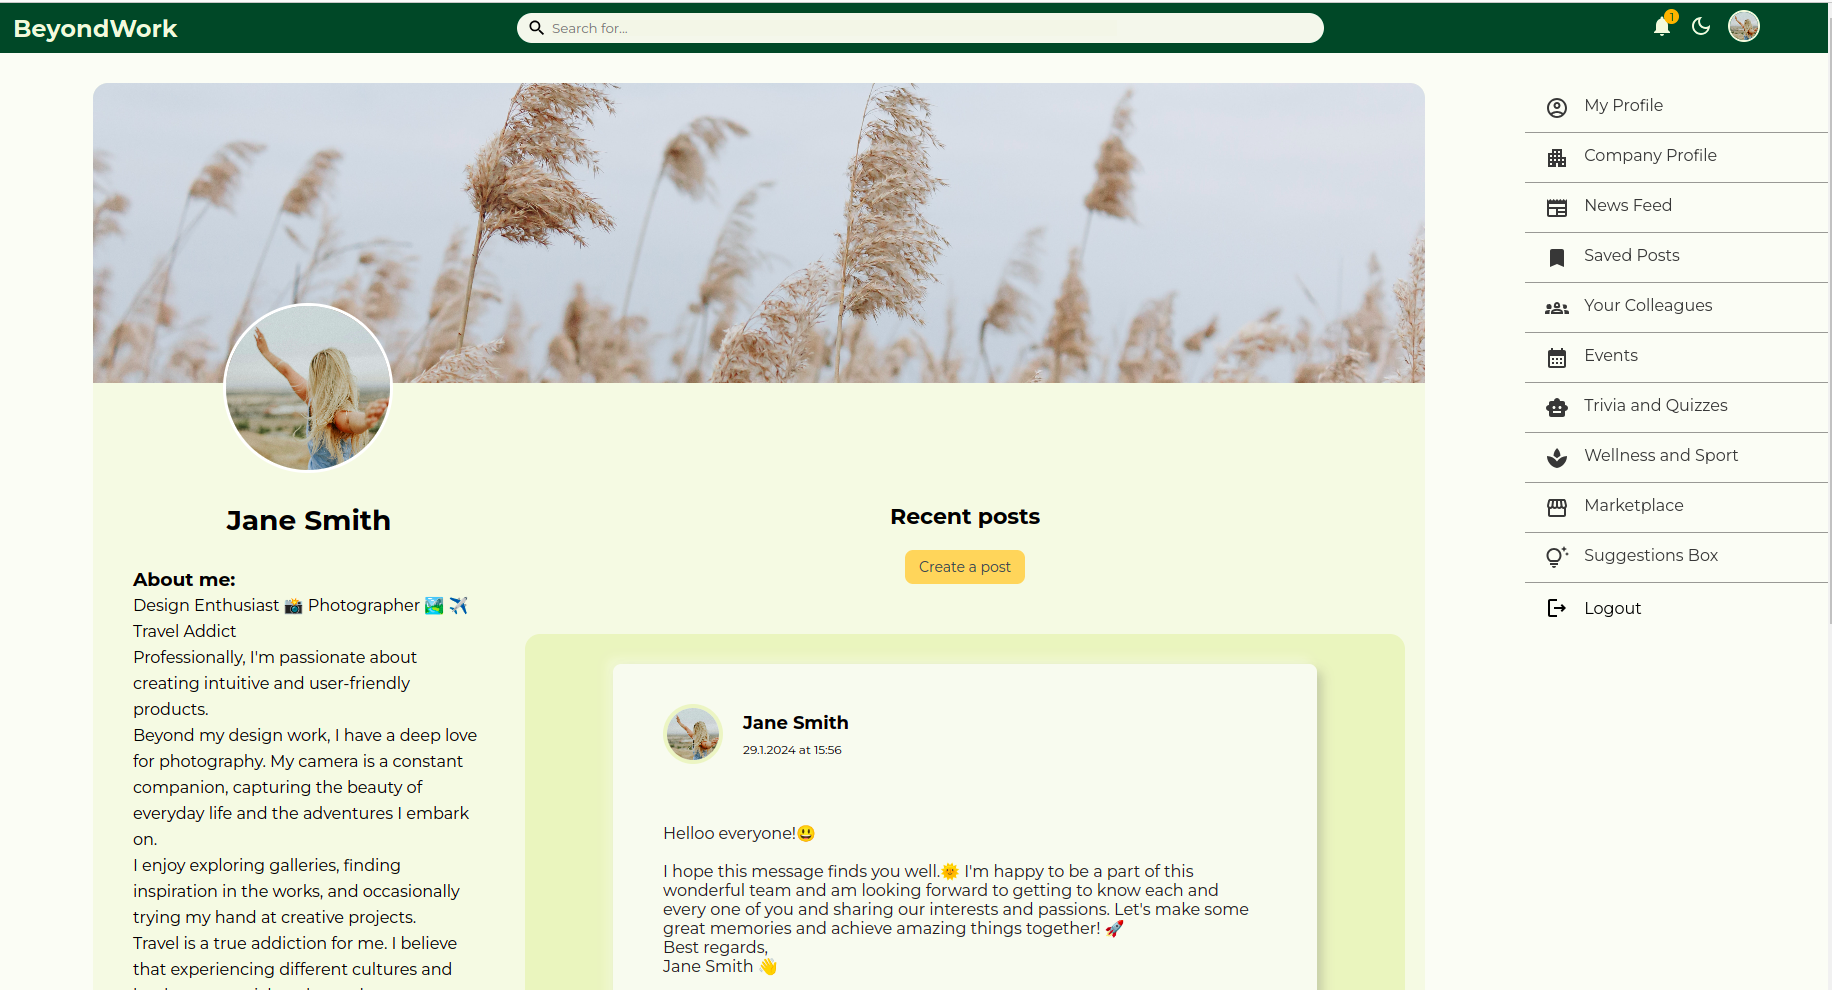 BeyondWork
Search for...
1
Jane Smith
About me:
Design Enthusiast 📸 Photographer 🏞️ ✈️
Travel Addict
Professionally, I'm passionate about
creating intuitive and user-friendly
products.
Beyond my design work, I have a deep love
for photography. My camera is a constant
companion, capturing the beauty of
everyday life and the adventures I embark
on.
I enjoy exploring galleries, finding
inspiration in the works, and occasionally
trying my hand at creative projects.
Travel is a true addiction for me. I believe
that experiencing different cultures and
Recent posts
Create a post
Jane Smith
29.1.2024 at 15:56
Helloo everyone!😃
I hope this message finds you well.🌞 I'm happy to be a part of this
wonderful team and am looking forward to getting to know each and
every one of you and sharing our interests and passions. Let's make some
great memories and achieve amazing things together! 🚀
Best regards,
Jane Smith 👋
My Profile
Company Profile
News Feed
Saved Posts
Your Colleagues
Events
Trivia and Quizzes
Wellness and Sport
Marketplace
Suggestions Box
Logout